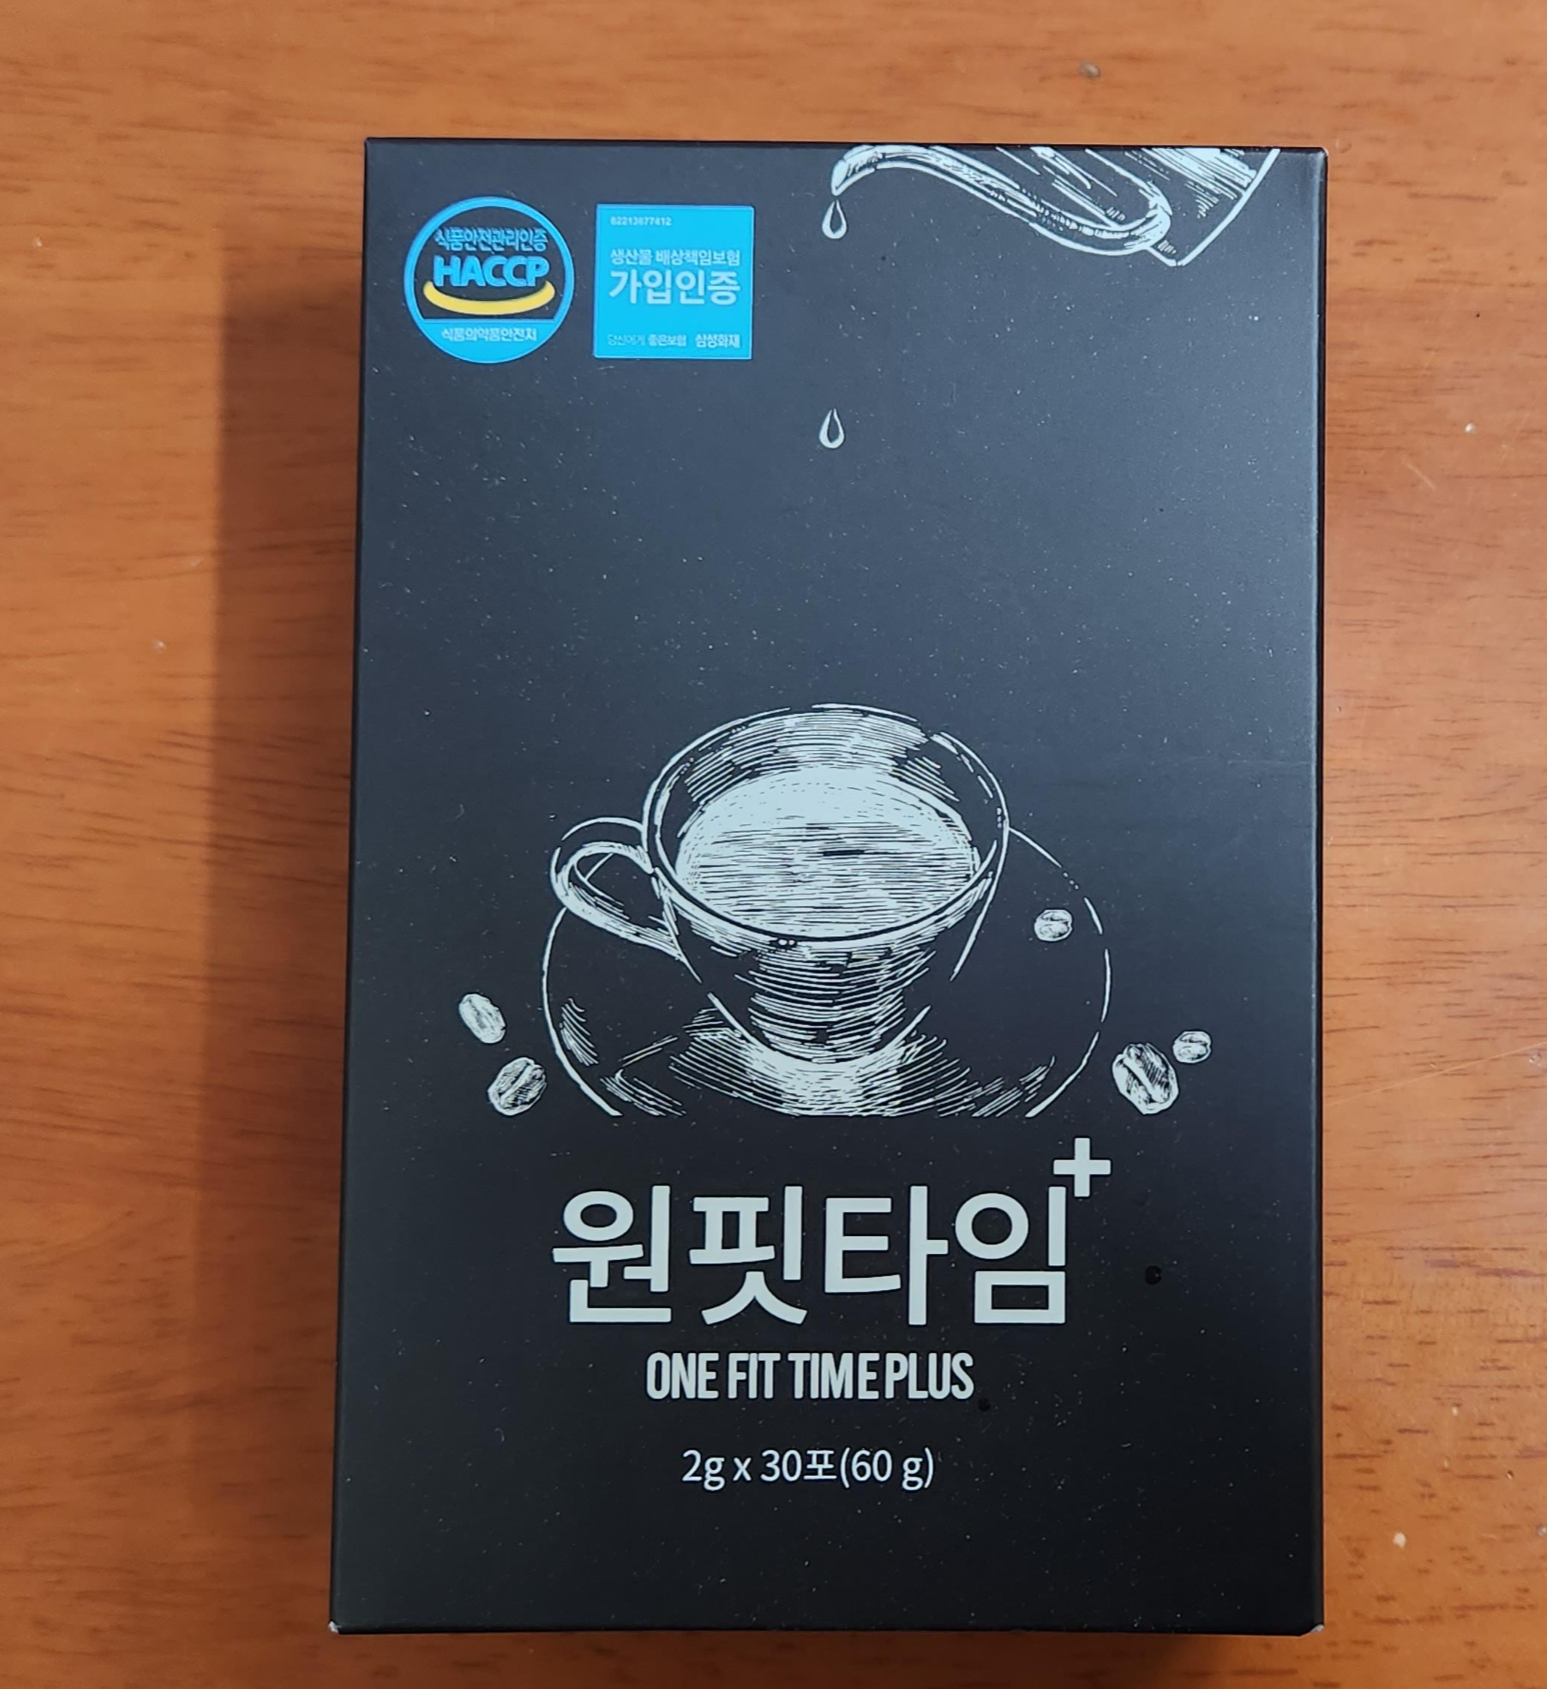 식품안전관리인증
HACCP
식품의약품안전처
62213677412
생산물 배상책임보험
가입인증
당신에게 좋은보험 삼성화재
원핏타임+
ONE FIT TIME PLUS
2g x 30포(60 g)